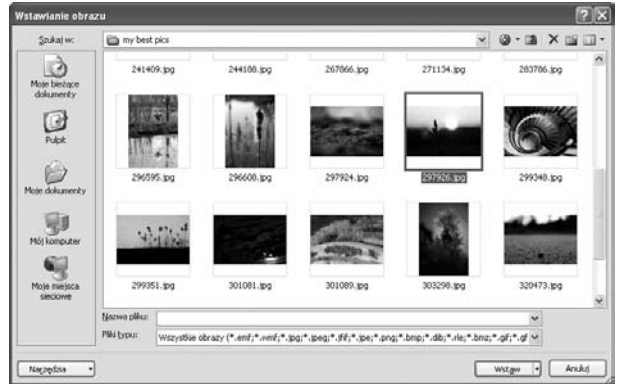 Wstawianie obrazu
Szukaj w:
my best pics
Moje bieżące
dokumenty
Pulpit
Moje dokumenty
Mój komputer
Moje miejsca
sieciowe
241409.jpg 244188.jpg 267866.jpg 271134.jpg 283786.jpg
296595.jpg 296608.jpg 297924.jpg 297926.jpg 299348.jpg
299351.jpg 301081.jpg 301089.jpg 303298.jpg 320473.jpg
Nazwa pliku:
Pliki typu: Wszystkie obrazy (*.emf;*.wmf;*.jpg;*.jpeg;*.jfif;*.jpe;*.png;*.bmp;*.dib;*.rle;*.bmz;*.gif;*.gf
Narzędzia
Wstaw
Anuluj